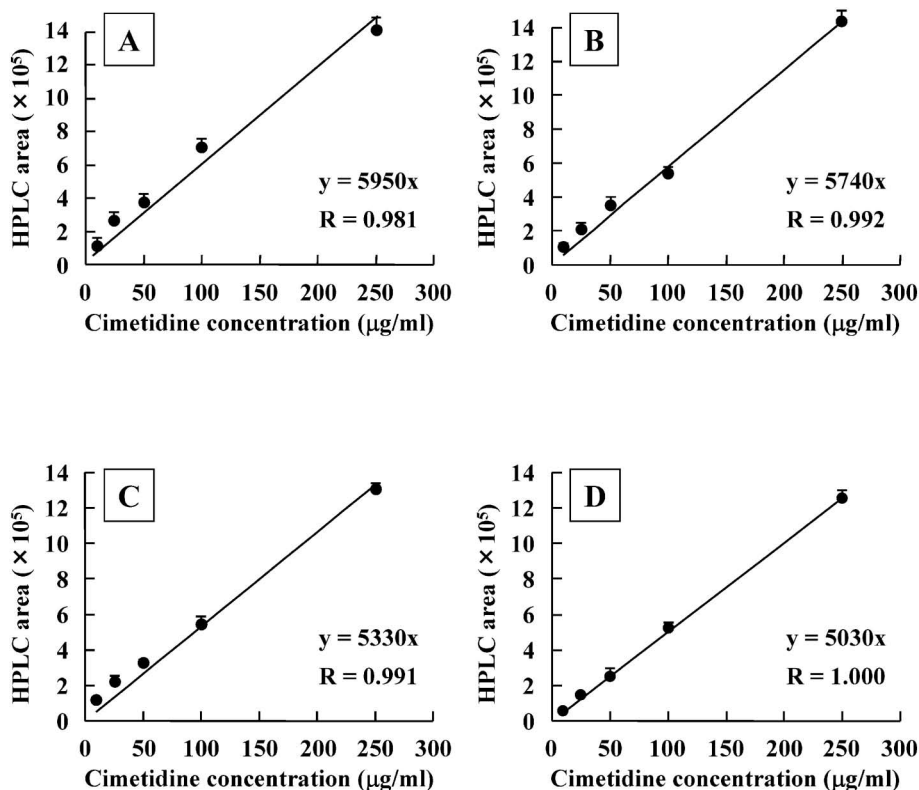 A
HPLC area (×10⁵)
14
12
10
8
6
4
2
0
y = 5950x
R = 0.981
0 50 100 150 200 250 300
Cimetidine concentration (μg/ml)
B
HPLC area (×10⁵)
14
12
10
8
6
4
2
0
y = 5740x
R = 0.992
0 50 100 150 200 250 300
Cimetidine concentration (μg/ml)
C
HPLC area (×10⁵)
14
12
10
8
6
4
2
0
y = 5330x
R = 0.991
0 50 100 150 200 250 300
Cimetidine concentration (μg/ml)
D
HPLC area (×10⁵)
14
12
10
8
6
4
2
0
y = 5030x
R = 1.000
0 50 100 150 200 250 300
Cimetidine concentration (μg/ml)